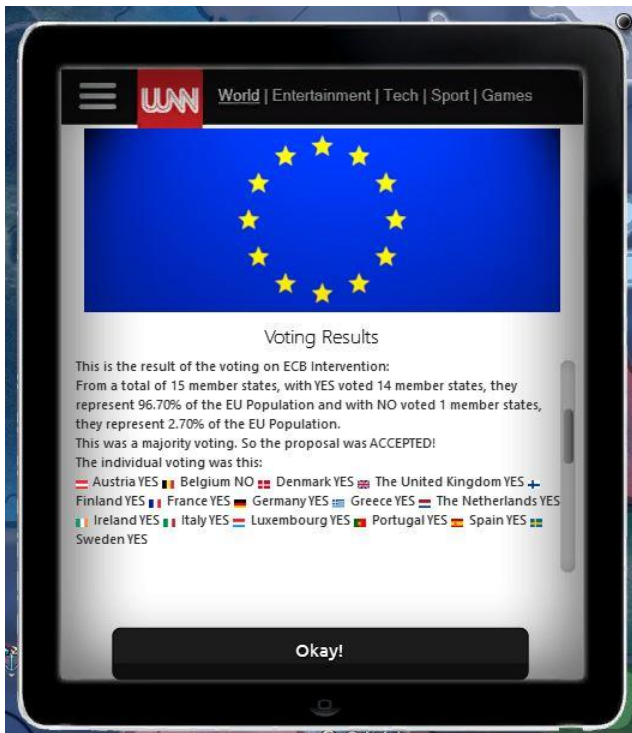 WNN World | Entertainment | Tech | Sport | Games
Voting Results
This is the result of the voting on ECB Intervention:
From a total of 15 member states, with YES voted 14 member states, they
represent 96.70% of the EU Population and with NO voted 1 member states,
they represent 2.70% of the EU Population.
This was a majority voting. So the proposal was ACCEPTED!
The individual voting was this:
Austria YES Belgium NO Denmark YES The United Kingdom YES
Finland YES France YES Germany YES Greece YES The Netherlands YES
Ireland YES Italy YES Luxembourg YES Portugal YES Spain YES
Sweden YES
Okay!